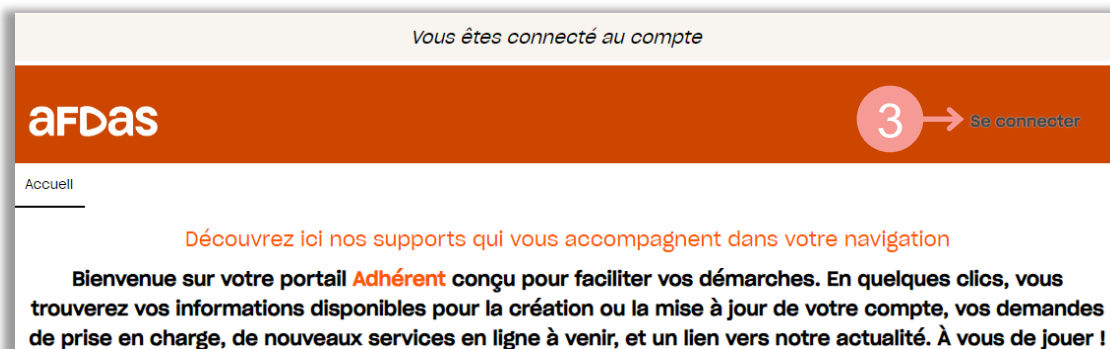 Vous êtes connecté au compte
aFDas
3 Se connecter
Accueil
Découvrez ici nos supports qui vous accompagnent dans votre navigation
Bienvenue sur votre portail Adhérent conçu pour faciliter vos démarches. En quelques clics, vous
trouverez vos informations disponibles pour la création ou la mise à jour de votre compte, vos demandes
de prise en charge, de nouveaux services en ligne à venir, et un lien vers notre actualité. À vous de jouer !